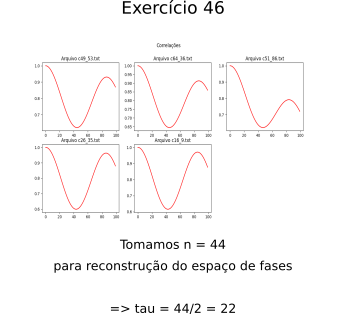 Exercício 46
Correlações
Arquivo c49_53.txt
Arquivo c64_36.txt
Arquivo c51_86.txt
1.0
0.9
0.8
0.7
0 20 40 60 80 100
1.00
0.95
0.90
0.85
0.80
0.75
0.70
0.65
0 20 40 60 80 100
1.0
0.9
0.8
0.7
0 20 40 60 80 100
Arquivo c26_35.txt
Arquivo c16_9.txt
1.0
0.9
0.8
0.7
0.6
0 20 40 60 80 100
1.0
0.9
0.8
0.7
0 20 40 60 80 100
Tomamos n = 44
para reconstrução do espaço de fases
=> tau = 44/2 = 22